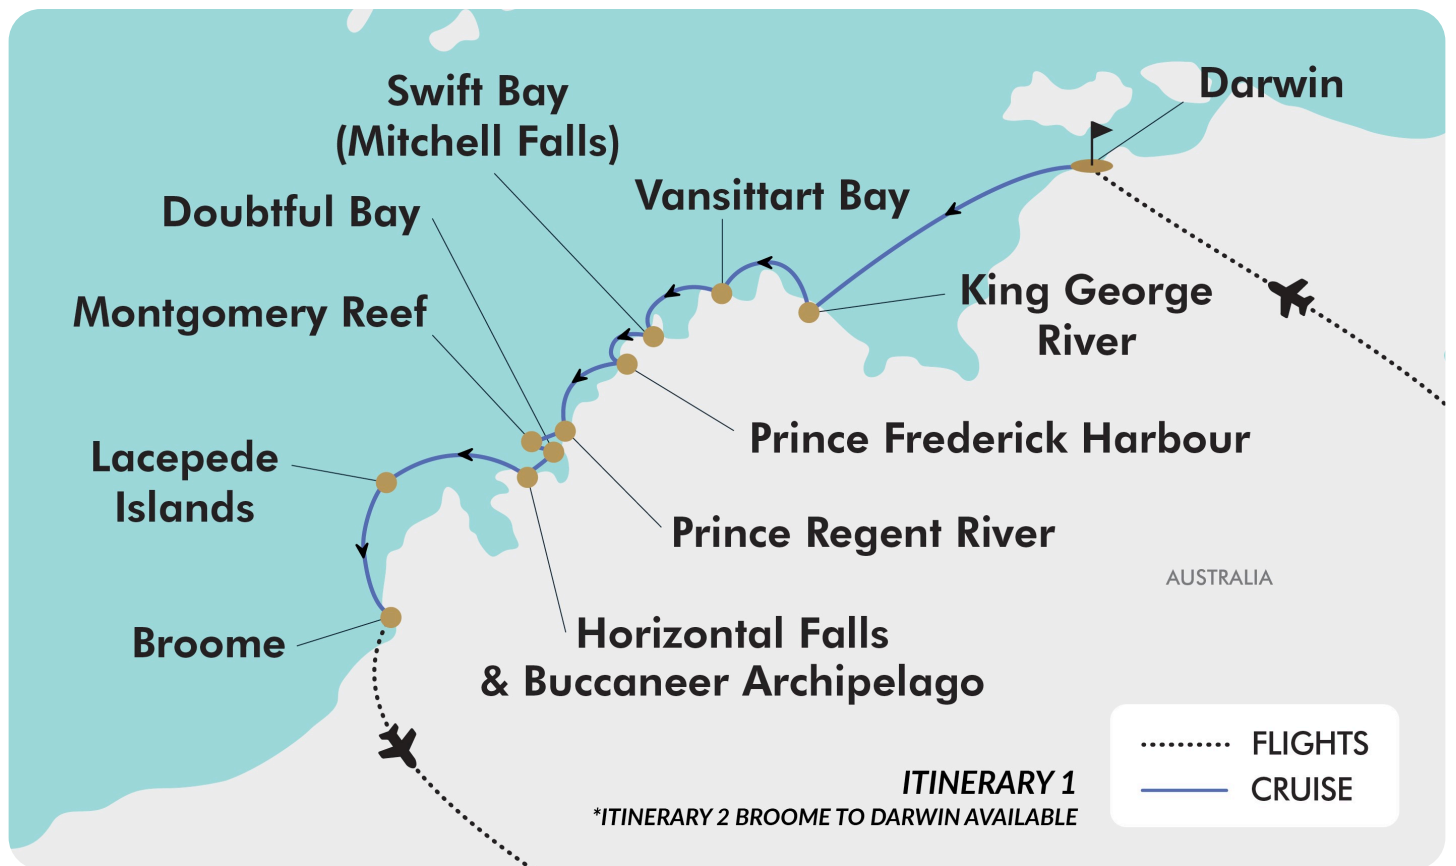 Swift Bay
(Mitchell Falls)
Darwin
Doubtful Bay
Vansittart Bay
Montgomery Reef
King George
River
Lacepede
Islands
Prince Frederick Harbour
Prince Regent River
AUSTRALIA
Broome
Horizontal Falls
& Buccaneer Archipelago
FLIGHTS
CRUISE
ITINERARY 1
*ITINERARY 2 BROOME TO DARWIN AVAILABLE